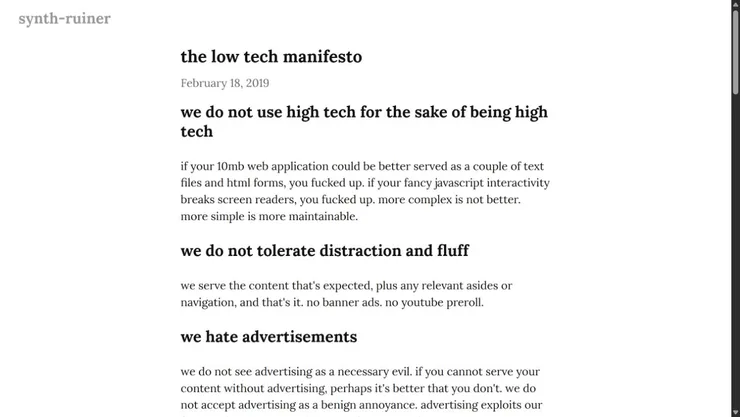 synth-ruiner
the low tech manifesto
February 18, 2019
we do not use high tech for the sake of being high
tech
if your 10mb web application could be better served as a couple of text
files and html forms, you fucked up. if your fancy javascript interactivity
breaks screen readers, you fucked up. more complex is not better.
more simple is more maintainable.
we do not tolerate distraction and fluff
we serve the content that's expected, plus any relevant asides or
navigation, and that's it. no banner ads. no youtube preroll.
we hate advertisements
we do not see advertising as a necessary evil. if you cannot serve your
content without advertising, perhaps it's better that you don't. we do
not accept advertising as a benign annoyance. advertising exploits our